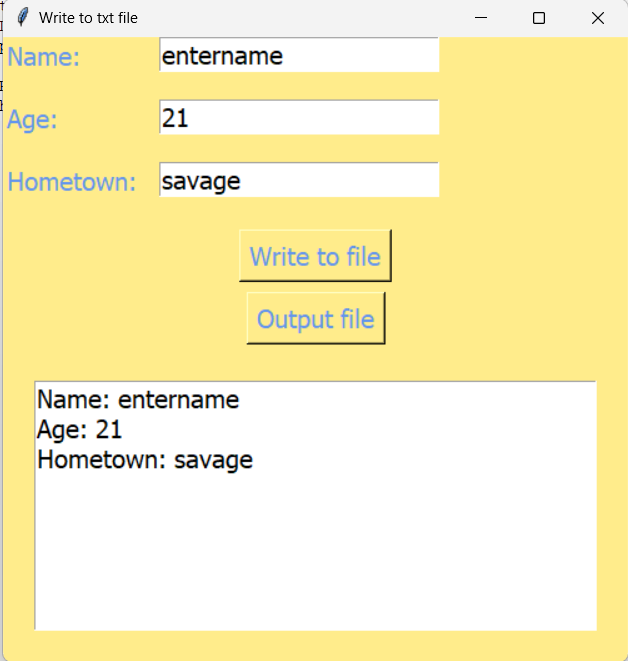 Write to txt file
Name: entername
Age: 21
Hometown: savage
Write to file
Output file
Name: entername
Age: 21
Hometown: savage